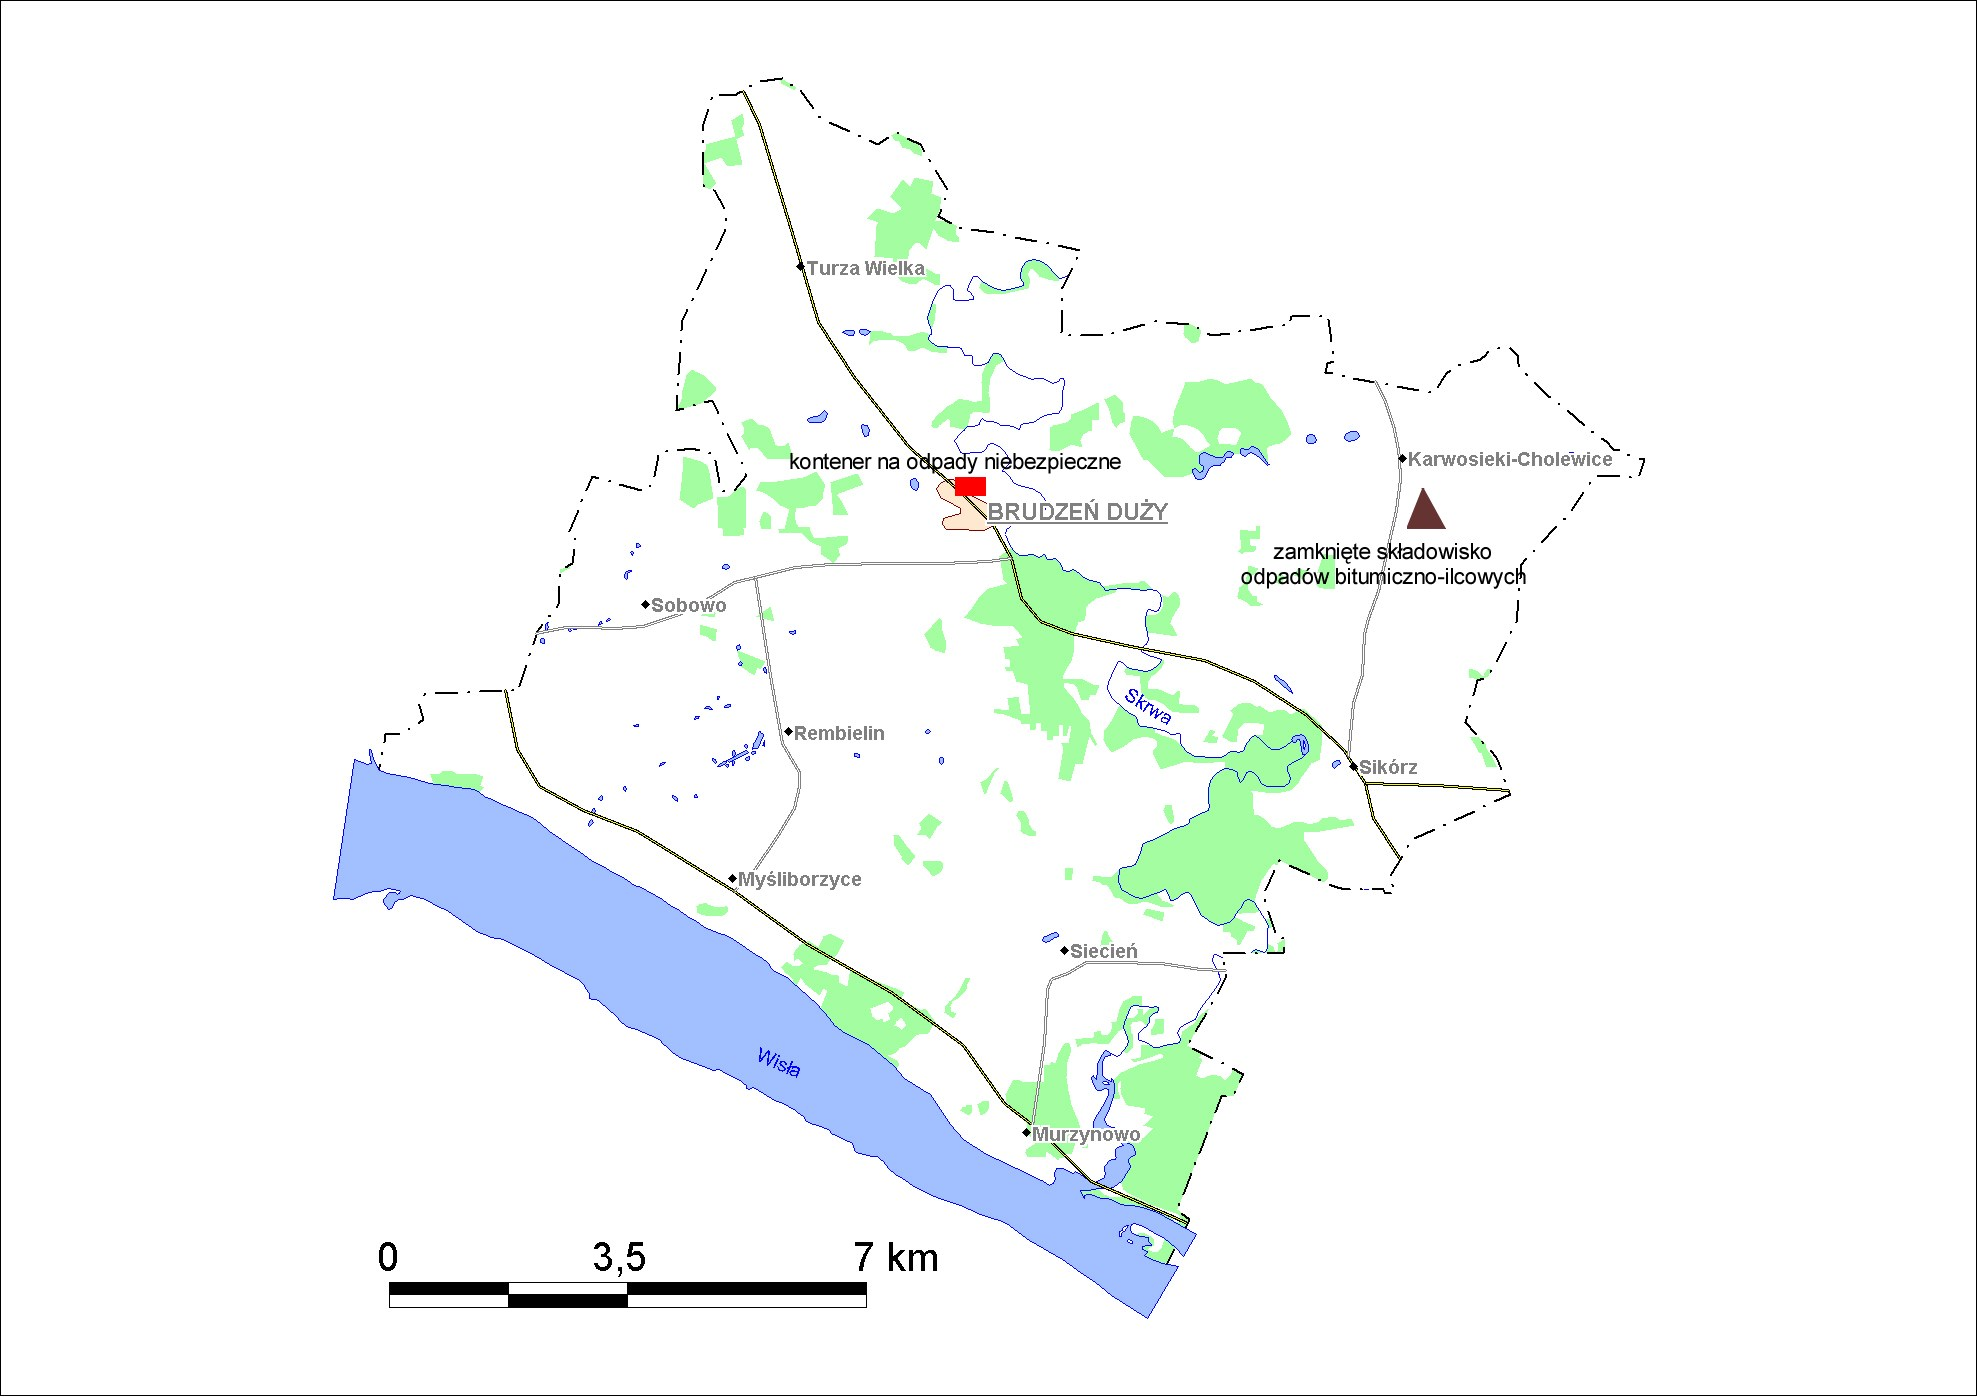 Turza Wielka
kontener na odpady niebezpieczne
Karwosieki-Cholewice
BRUDZEŃ DUŻY
zamknięte składowisko
odpadów bitumiczno-ilcowych
Sobowo
Skrwa
Rembielin
Sikórz
Myśliborzyce
Siecień
Wisła
Murzynowo
0 3,5 7 km